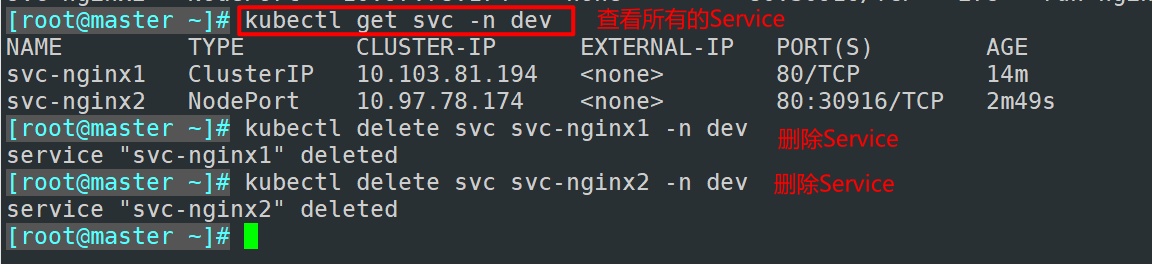 [root@master ~]# kubectl get svc -n dev 查看所有的Service
NAME TYPE CLUSTER-IP EXTERNAL-IP PORT(S) AGE
svc-nginx1 ClusterIP 10.103.81.194 <none> 80/TCP 14m
svc-nginx2 NodePort 10.97.78.174 <none> 80:30916/TCP 2m49s
[root@master ~]# kubectl delete svc svc-nginx1 -n dev 删除Service
service "svc-nginx1" deleted
[root@master ~]# kubectl delete svc svc-nginx2 -n dev 删除Service
service "svc-nginx2" deleted
[root@master ~]#